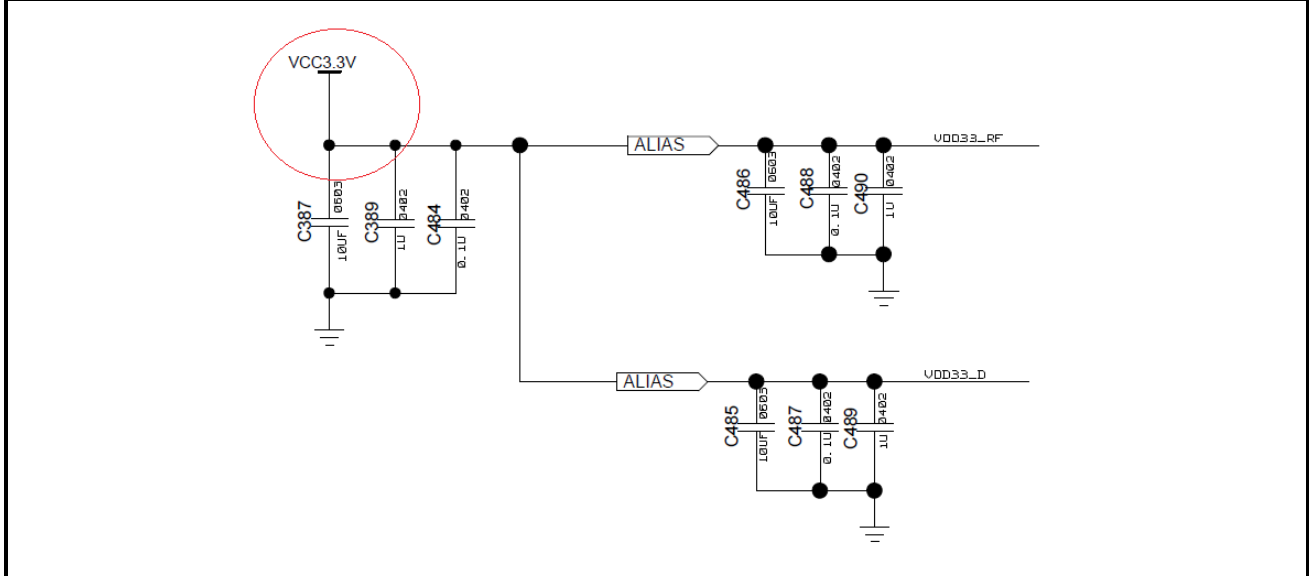 VCC3.3V
ALIAS
VDD33_RF
C387
0603
10UF
C389
0402
1U
C484
0402
0.1U
C486
0603
10UF
C488
0402
0.1U
C490
0402
1U
ALIAS
VDD33_D
C485
0603
10UF
C487
0402
0.1U
C489
0402
1U